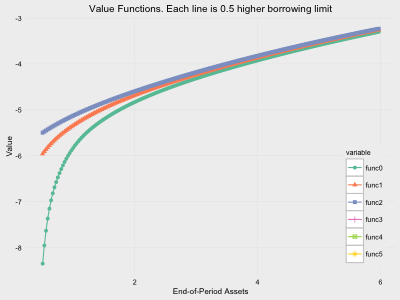 Value Functions. Each line is 0.5 higher borrowing limit
-3
-4
-5
-6
-7
-8
Value
2
4
6
End-of-Period Assets
variable
func0
func1
func2
func3
func4
func5